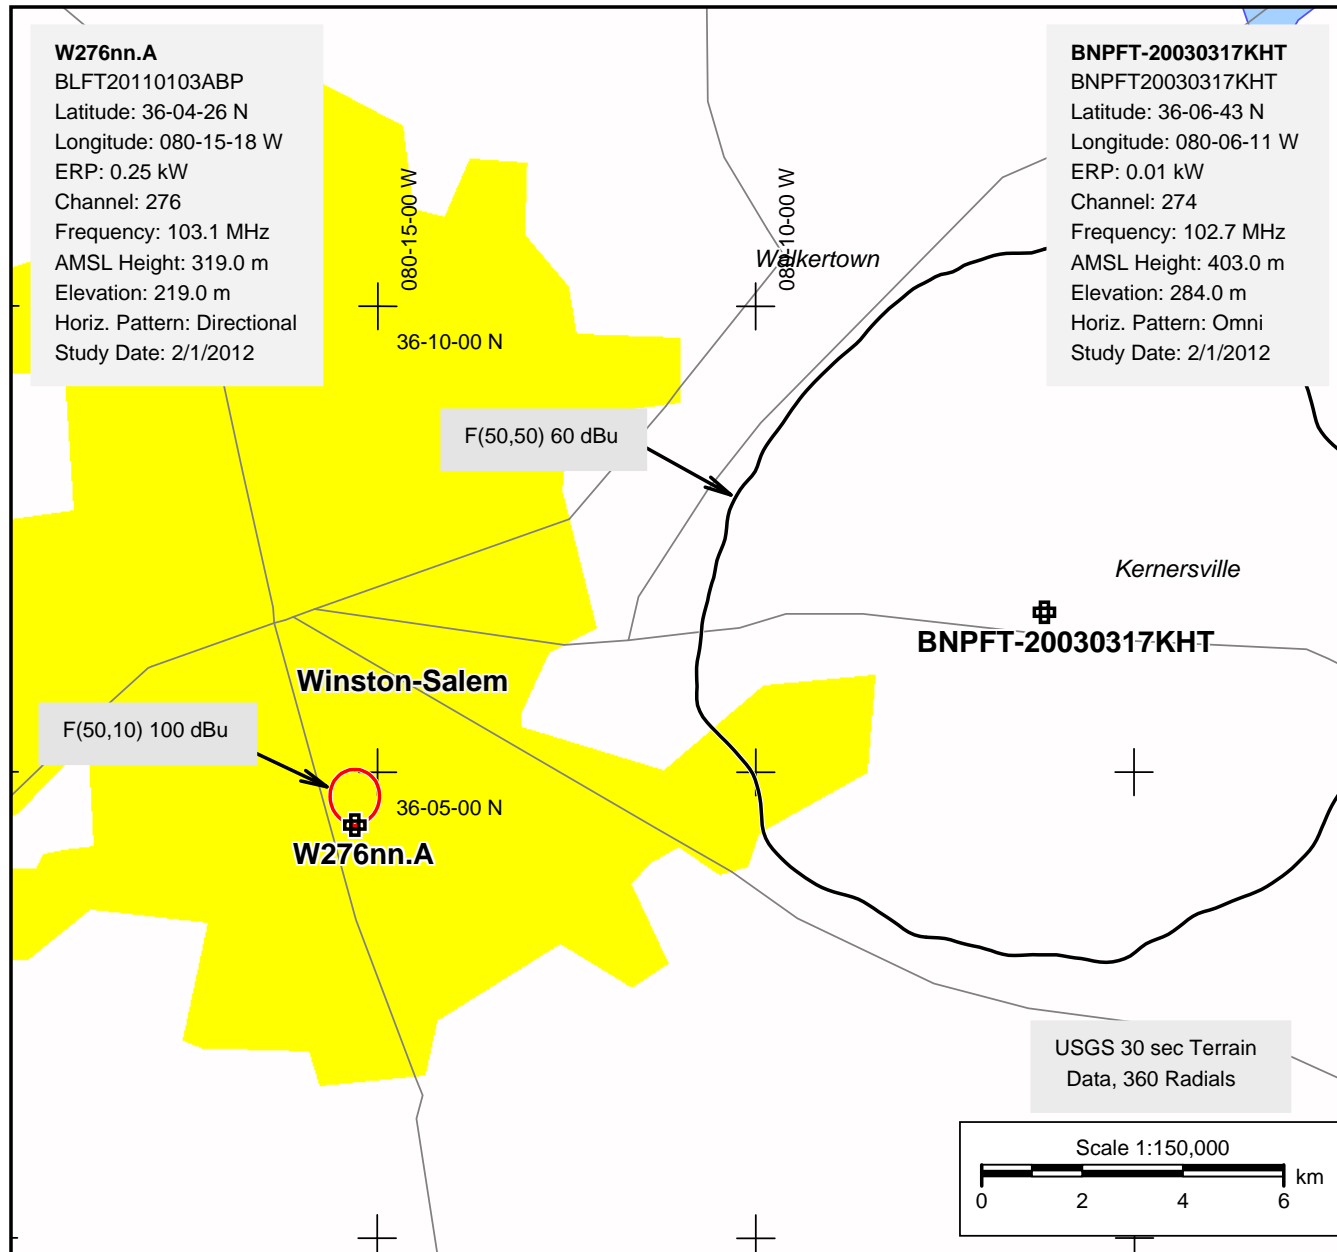 W276nn.A
BLFT20110103ABP
Latitude: 36-04-26 N
Longitude: 080-15-18 W
ERP: 0.25 kW
Channel: 276
Frequency: 103.1 MHz
AMSL Height: 319.0 m
Elevation: 219.0 m
Horiz. Pattern: Directional
Study Date: 2/1/2012
BNPFT-20030317KHT
BNPFT20030317KHT
Latitude: 36-06-43 N
Longitude: 080-06-11 W
ERP: 0.01 kW
Channel: 274
Frequency: 102.7 MHz
AMSL Height: 403.0 m
Elevation: 284.0 m
Horiz. Pattern: Omni
Study Date: 2/1/2012
080-15-00 W
080-10-00 W
Walkertown
36-10-00 N
F(50,50) 60 dBu
Kernersville
BNPFT-20030317KHT
Winston-Salem
F(50,10) 100 dBu
36-05-00 N
W276nn.A
USGS 30 sec Terrain
Data, 360 Radials
Scale 1:150,000
km
0 2 4 6